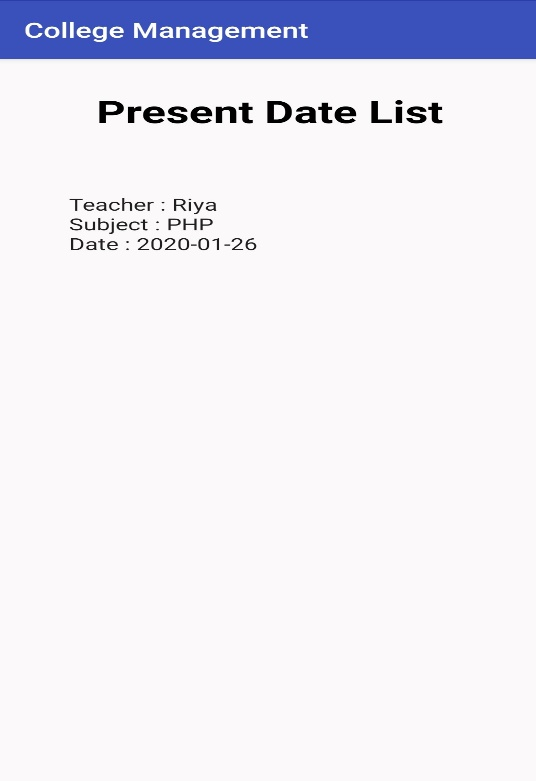 College Management
Present Date List
Teacher : Riya
Subject : PHP
Date : 2020-01-26